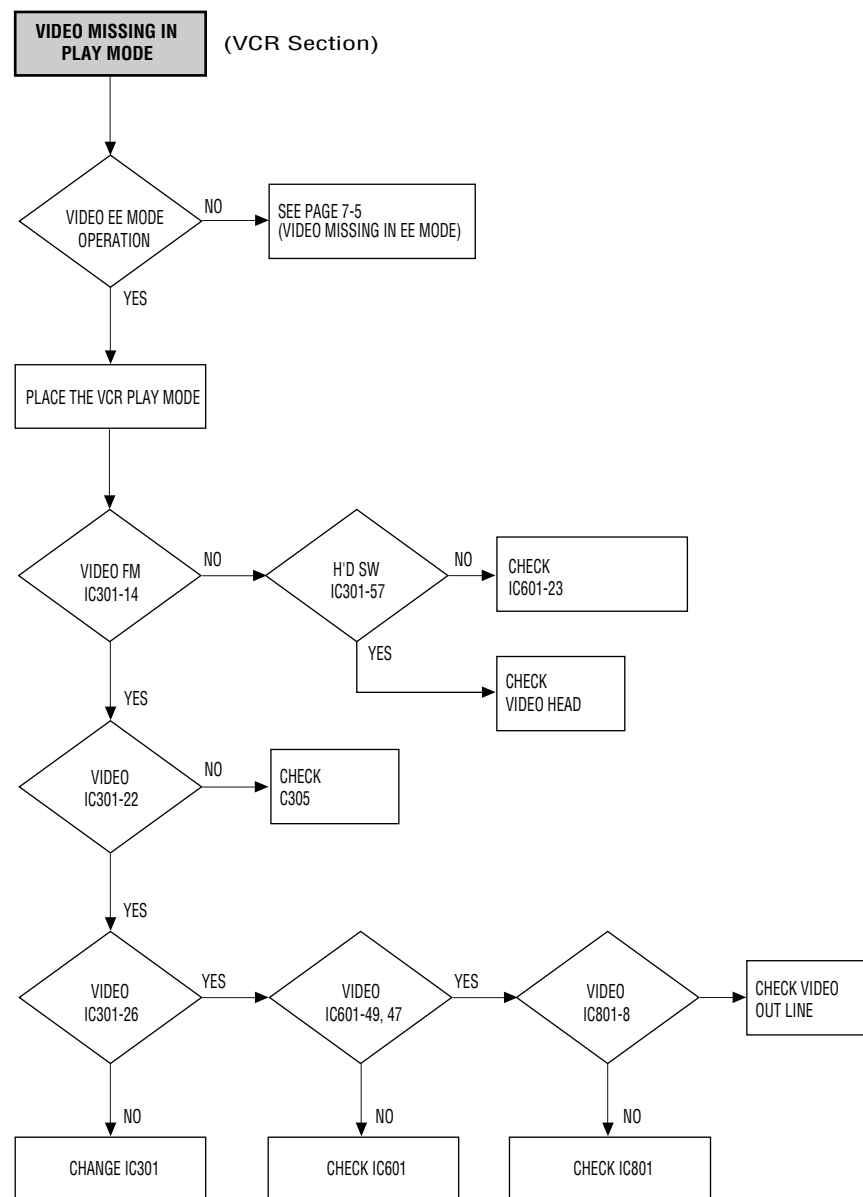 VIDEO MISSING IN
PLAY MODE
(VCR Section)
VIDEO EE MODE
OPERATION
NO
SEE PAGE 7-5
(VIDEO MISSING IN EE MODE)
YES
PLACE THE VCR PLAY MODE
VIDEO FM
IC301-14
NO
H'D SW
IC301-57
NO
CHECK
IC601-23
YES
CHECK
VIDEO HEAD
YES
VIDEO
IC301-22
NO
CHECK
C305
YES
VIDEO
IC301-26
YES
VIDEO
IC601-49, 47
YES
VIDEO
IC801-8
CHECK VIDEO
OUT LINE
NO
NO
NO
CHANGE IC301
CHECK IC601
CHECK IC801